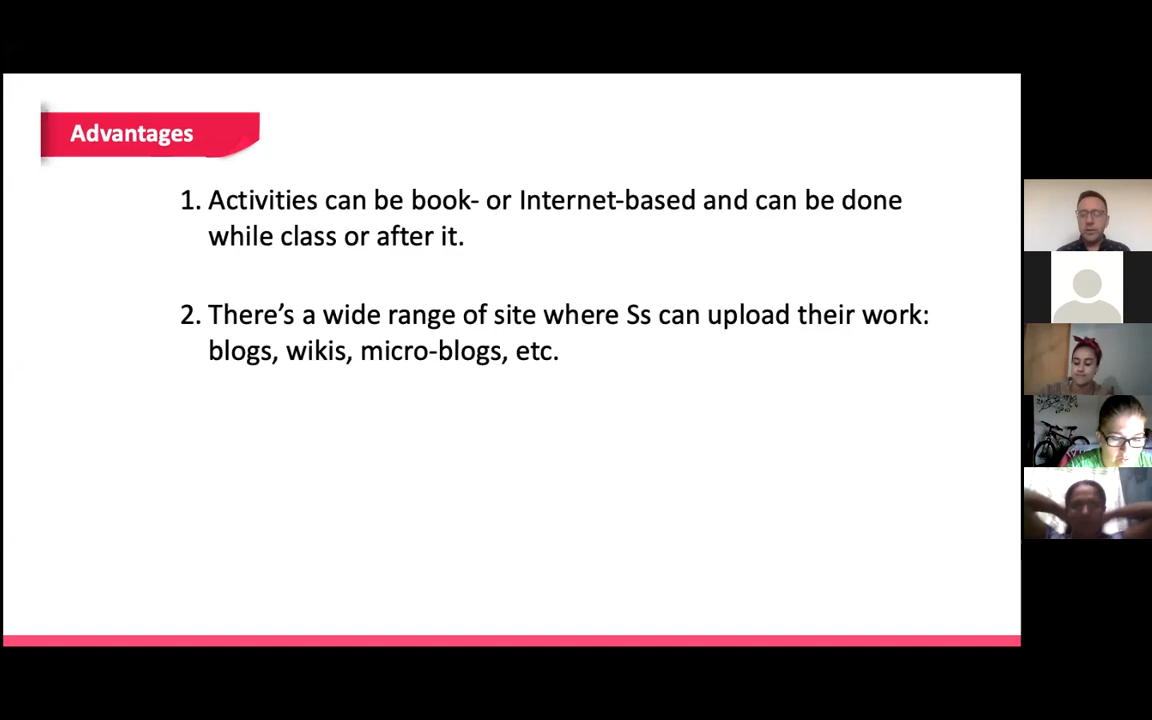 Advantages
1. Activities can be book- or Internet-based and can be done
while class or after it.
2. There’s a wide range of site where Ss can upload their work:
blogs, wikis, micro-blogs, etc.